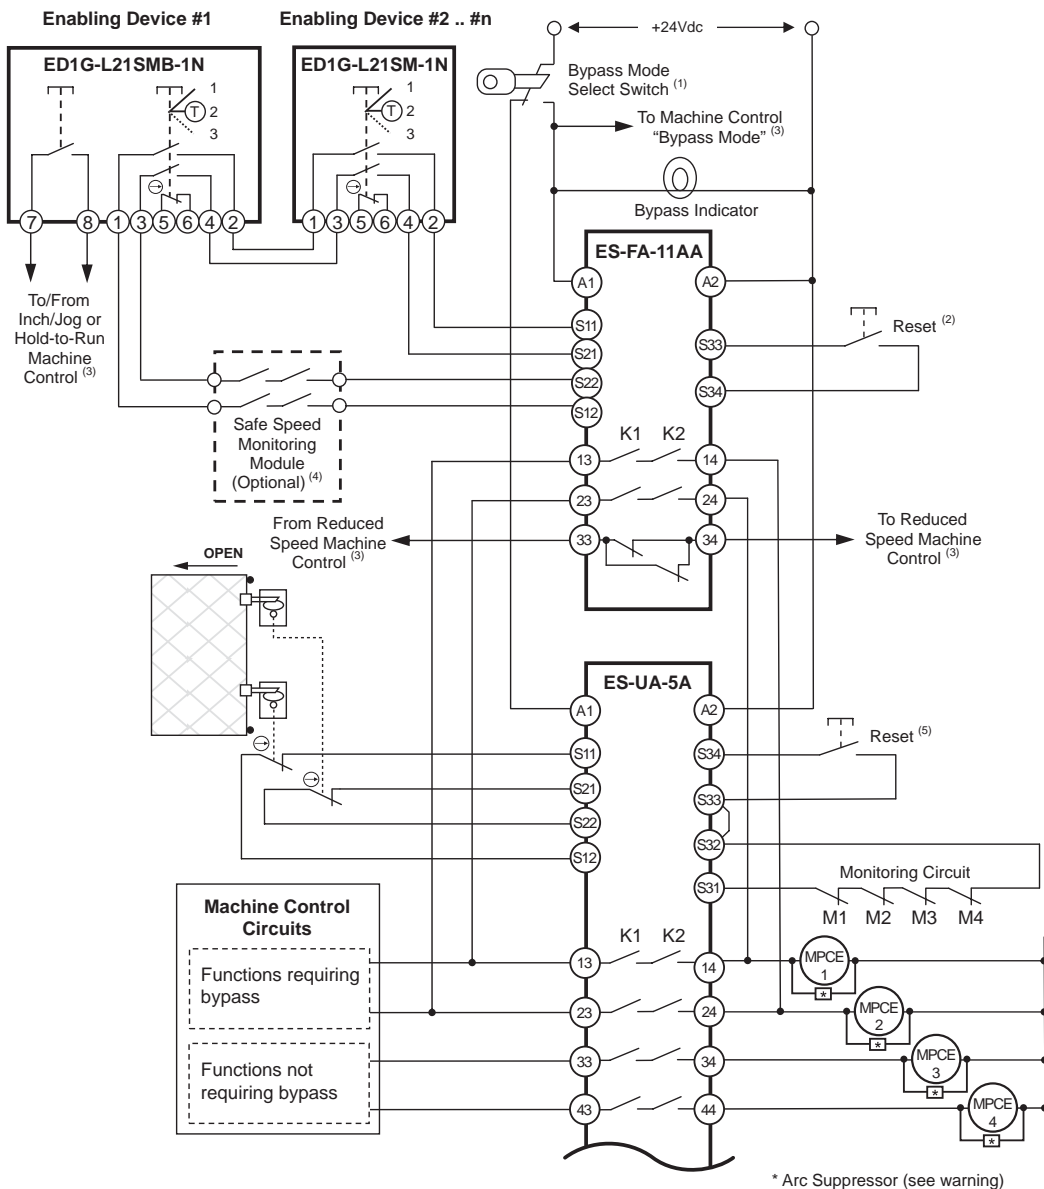 Enabling Device #1
Enabling Device #2 .. #n
+24Vdc
ED1G-L21SMB-1N
1
T 2
3
7 8 1 3 5 6 4 2
ED1G-L21SM-1N
1
T 2
3
1 3 5 6 4 2
Bypass Mode
Select Switch (1)
To Machine Control
"Bypass Mode" (3)
Bypass Indicator
To/From
Inch/Jog or
Hold-to-Run
Machine
Control (3)
Safe Speed
Monitoring
Module
(Optional) (4)
ES-FA-11AA
A1 A2
S11
S21
S22
S12
S33
S34
Reset (2)
K1 K2
13 14
23 24
33 34
From Reduced
Speed Machine
Control (3)
To Reduced
Speed Machine
Control (3)
OPEN
ES-UA-5A
A1 A2
S11 S34
Reset (5)
S21 S33
S22 S32
S12 S31
Monitoring Circuit
M1 M2 M3 M4
Machine Control
Circuits
Functions requiring
bypass
Functions not
requiring bypass
K1 K2
13 14
23 24
33 34
43 44
MPCE
1
*
MPCE
2
*
MPCE
3
*
MPCE
4
*
* Arc Suppressor (see warning)